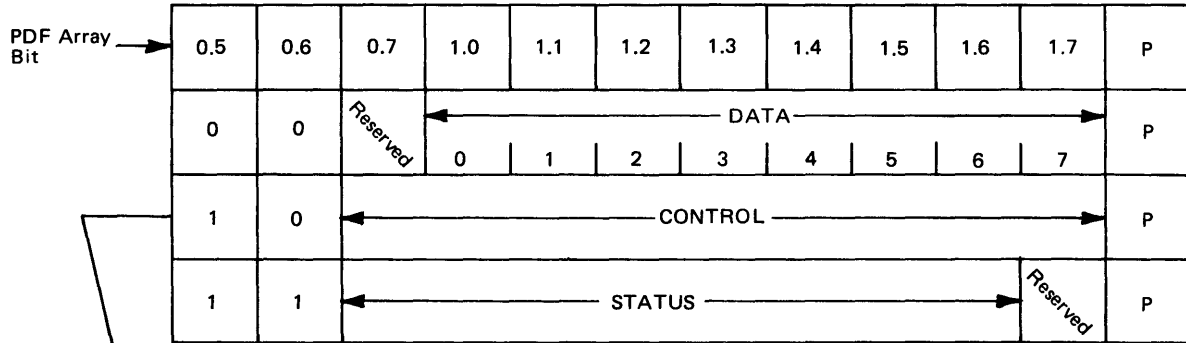 PDF Array
Bit
0.5 0.6 0.7 1.0 1.1 1.2 1.3 1.4 1.5 1.6 1.7 P
0 0 Reserved DATA P
0 1 2 3 4 5 6 7
1 0 CONTROL P
1 1 STATUS Reserved P